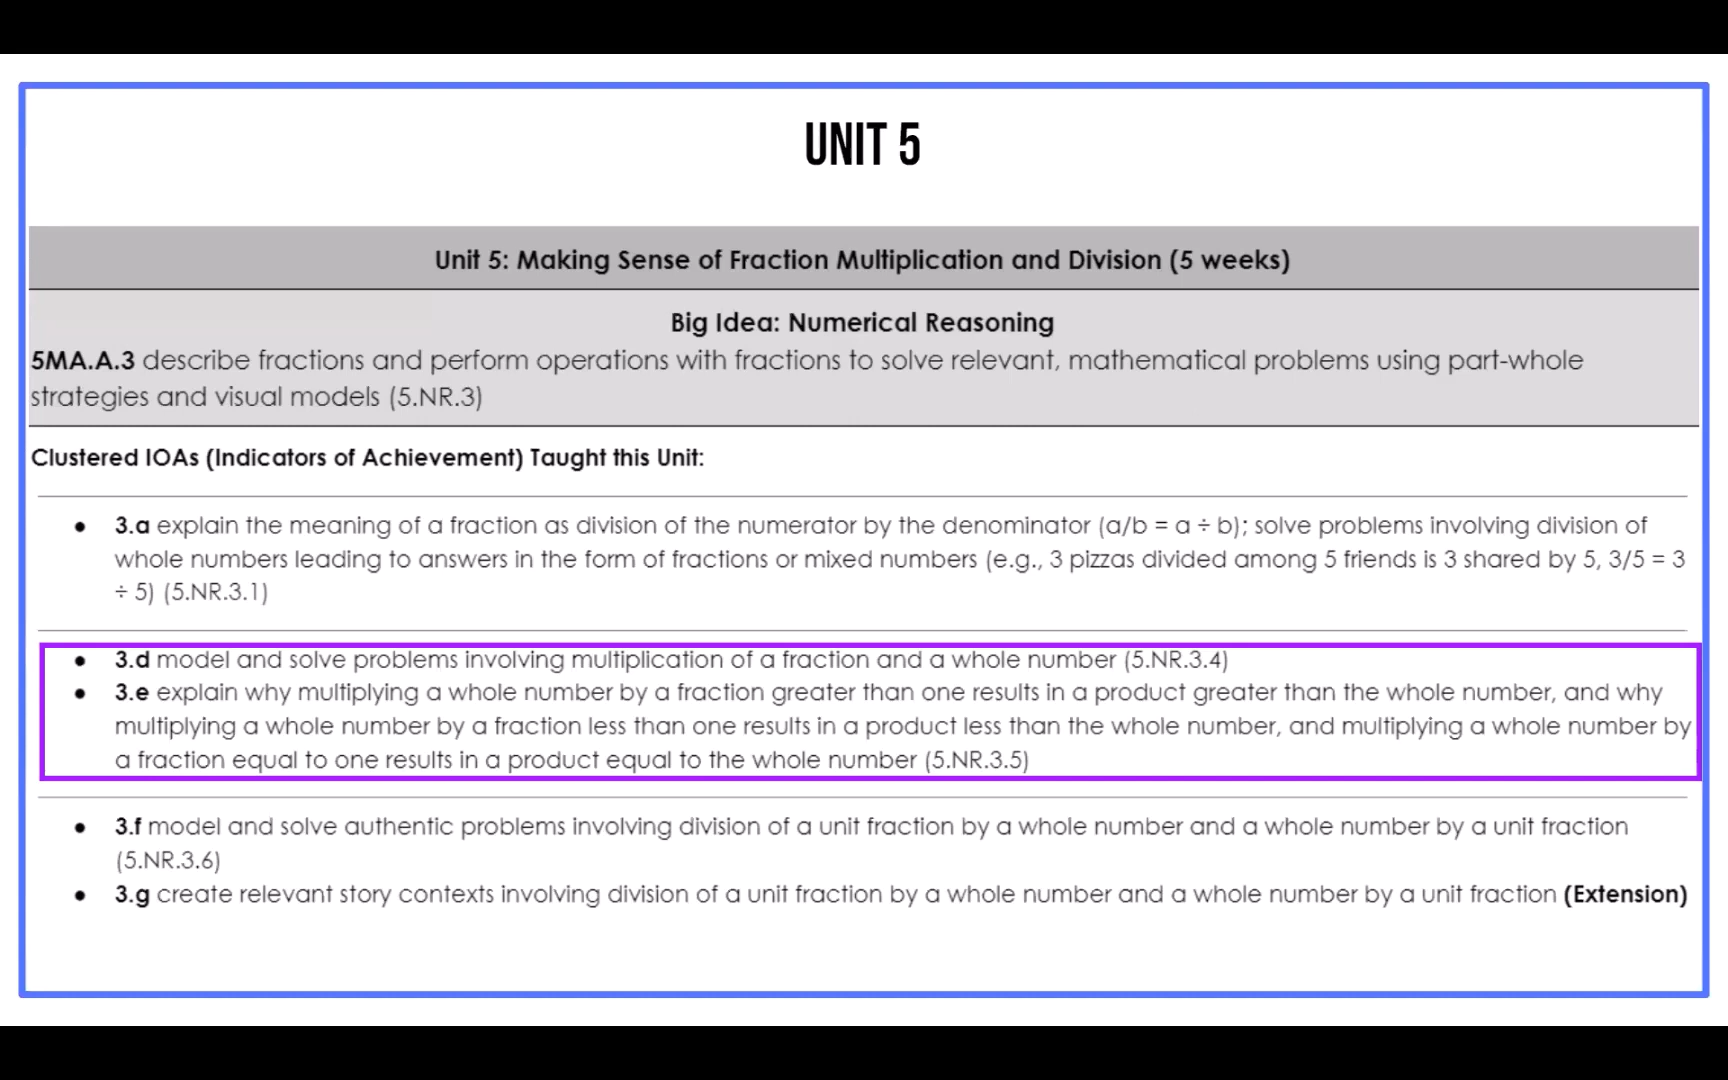 UNIT 5
Unit 5: Making Sense of Fraction Multiplication and Division (5 weeks)
Big Idea: Numerical Reasoning
5MA.A.3 describe fractions and perform operations with fractions to solve relevant, mathematical problems using part-whole
strategies and visual models (5.NR.3)
Clustered IOAs (Indicators of Achievement) Taught this Unit:
● 3.a explain the meaning of a fraction as division of the numerator by the denominator (a/b = a ÷ b); solve problems involving division of
whole numbers leading to answers in the form of fractions or mixed numbers (e.g., 3 pizzas divided among 5 friends is 3 shared by 5, 3/5 = 3
÷ 5) (5.NR.3.1)
● 3.d model and solve problems involving multiplication of a fraction and a whole number (5.NR.3.4)
● 3.e explain why multiplying a whole number by a fraction greater than one results in a product greater than the whole number, and why
multiplying a whole number by a fraction less than one results in a product less than the whole number, and multiplying a whole number by
a fraction equal to one results in a product equal to the whole number (5.NR.3.5)
● 3.f model and solve authentic problems involving division of a unit fraction by a whole number and a whole number by a unit fraction
(5.NR.3.6)
● 3.g create relevant story contexts involving division of a unit fraction by a whole number and a whole number by a unit fraction (Extension)